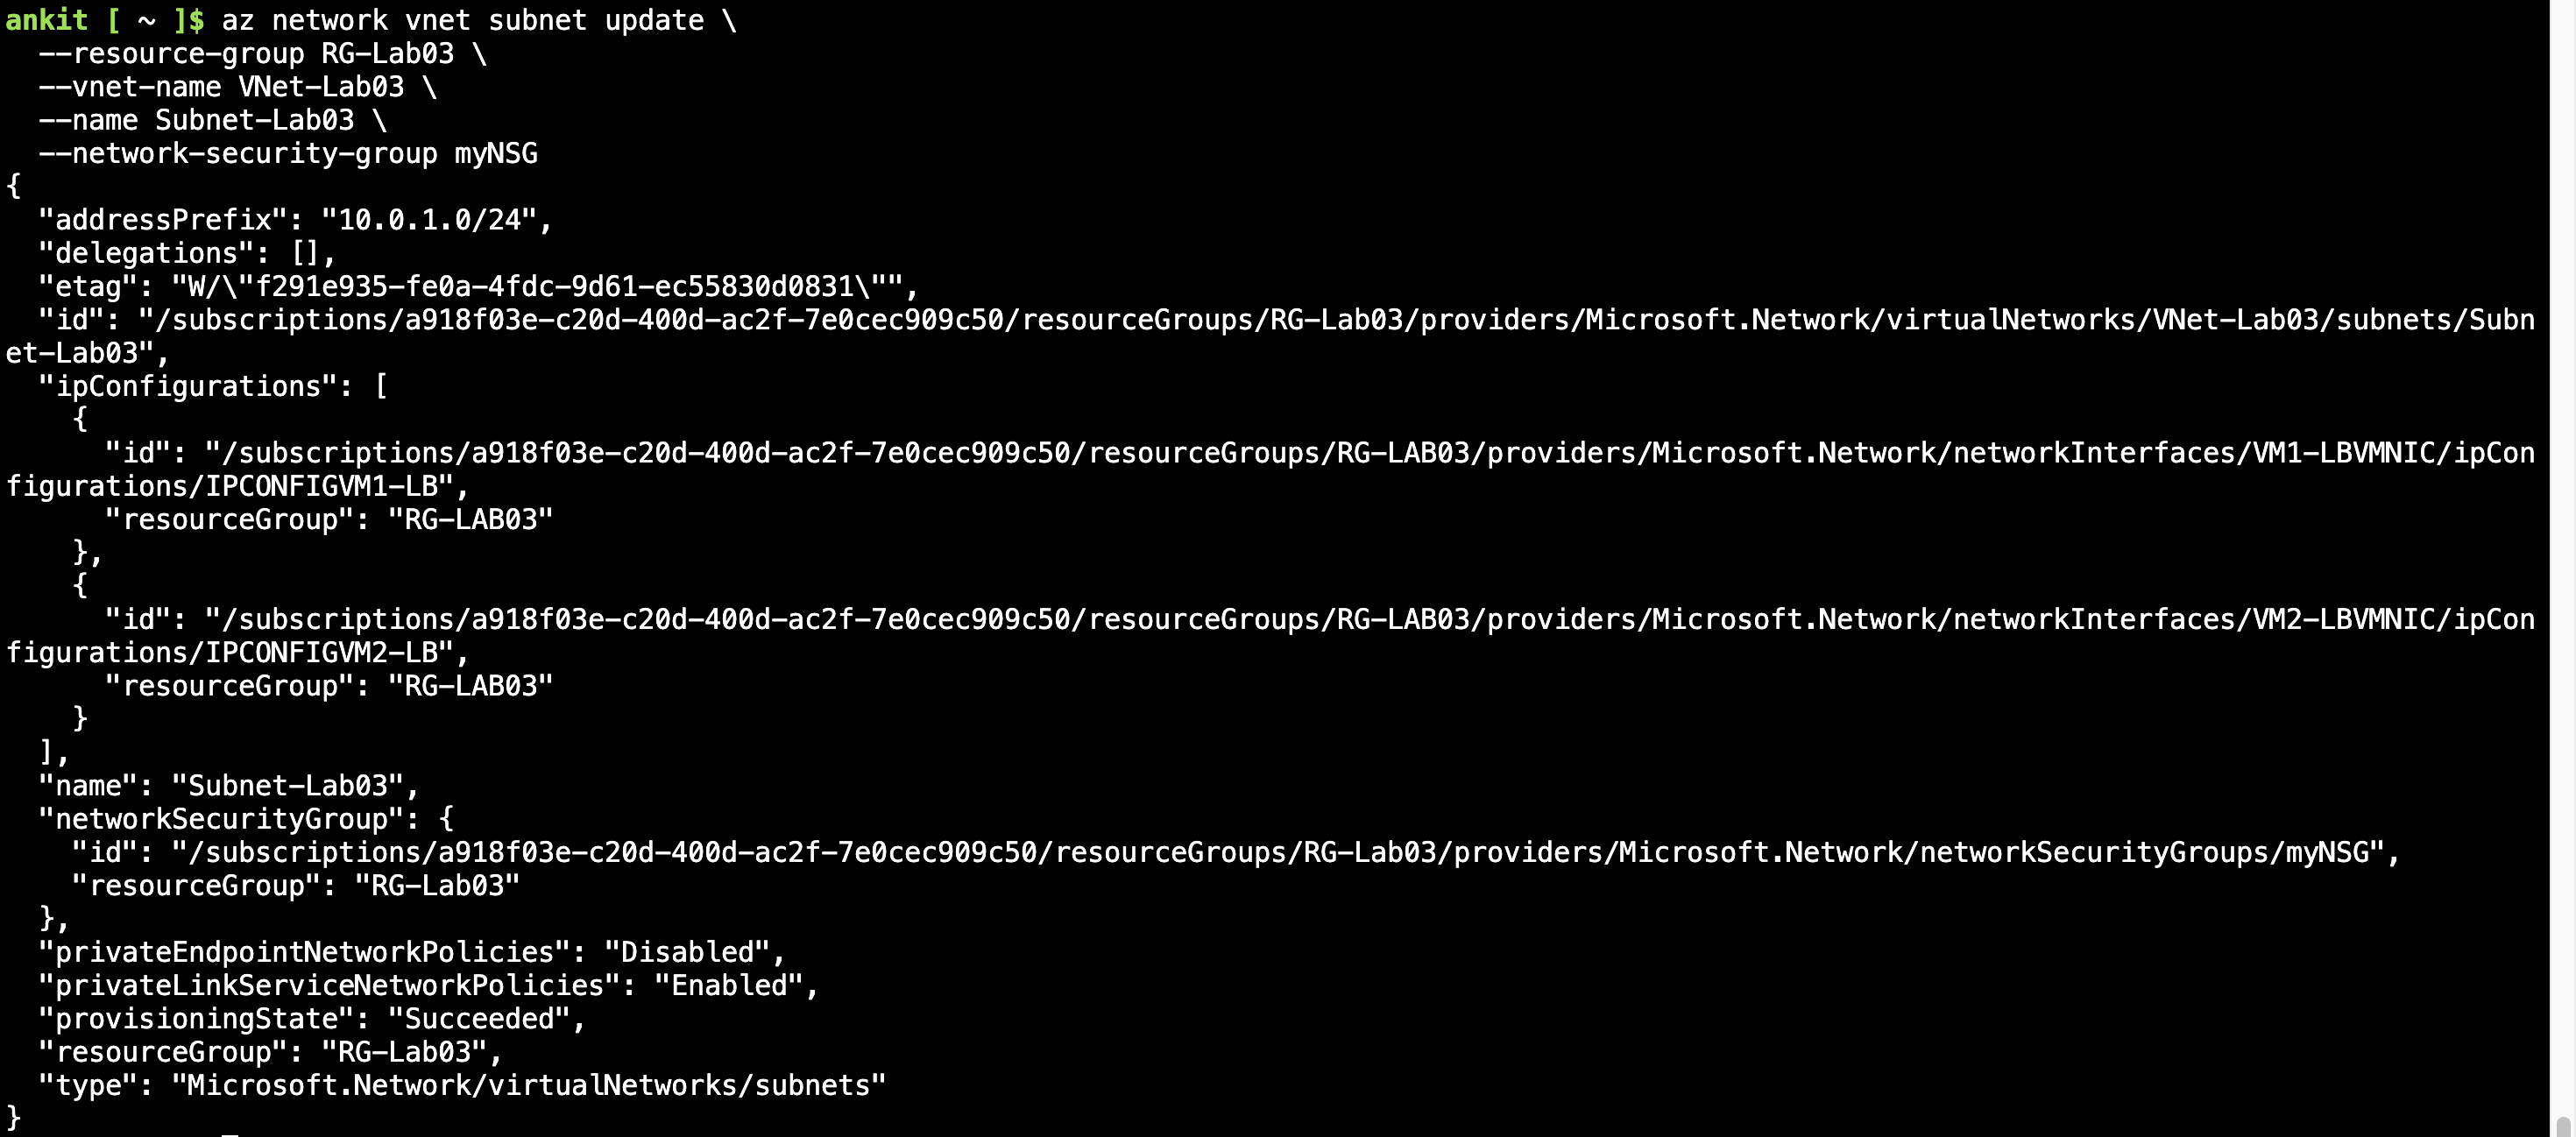 ankit [ ~ ]$ az network vnet subnet update \
  --resource-group RG-Lab03 \
  --vnet-name VNet-Lab03 \
  --name Subnet-Lab03 \
  --network-security-group myNSG
{
  "addressPrefix": "10.0.1.0/24",
  "delegations": [],
  "etag": "W/\"f291e935-fe0a-4fdc-9d61-ec55830d0831\"",
  "id": "/subscriptions/a918f03e-c20d-400d-ac2f-7e0cec909c50/resourceGroups/RG-Lab03/providers/Microsoft.Network/virtualNetworks/VNet-Lab03/subnets/Subn
et-Lab03",
  "ipConfigurations": [
    {
      "id": "/subscriptions/a918f03e-c20d-400d-ac2f-7e0cec909c50/resourceGroups/RG-LAB03/providers/Microsoft.Network/networkInterfaces/VM1-LBVMNIC/ipCon
figurations/IPCONFIGVM1-LB",
      "resourceGroup": "RG-LAB03"
    },
    {
      "id": "/subscriptions/a918f03e-c20d-400d-ac2f-7e0cec909c50/resourceGroups/RG-LAB03/providers/Microsoft.Network/networkInterfaces/VM2-LBVMNIC/ipCon
figurations/IPCONFIGVM2-LB",
      "resourceGroup": "RG-LAB03"
    }
  ],
  "name": "Subnet-Lab03",
  "networkSecurityGroup": {
    "id": "/subscriptions/a918f03e-c20d-400d-ac2f-7e0cec909c50/resourceGroups/RG-Lab03/providers/Microsoft.Network/networkSecurityGroups/myNSG",
    "resourceGroup": "RG-Lab03"
  },
  "privateEndpointNetworkPolicies": "Disabled",
  "privateLinkServiceNetworkPolicies": "Enabled",
  "provisioningState": "Succeeded",
  "resourceGroup": "RG-Lab03",
  "type": "Microsoft.Network/virtualNetworks/subnets"
}